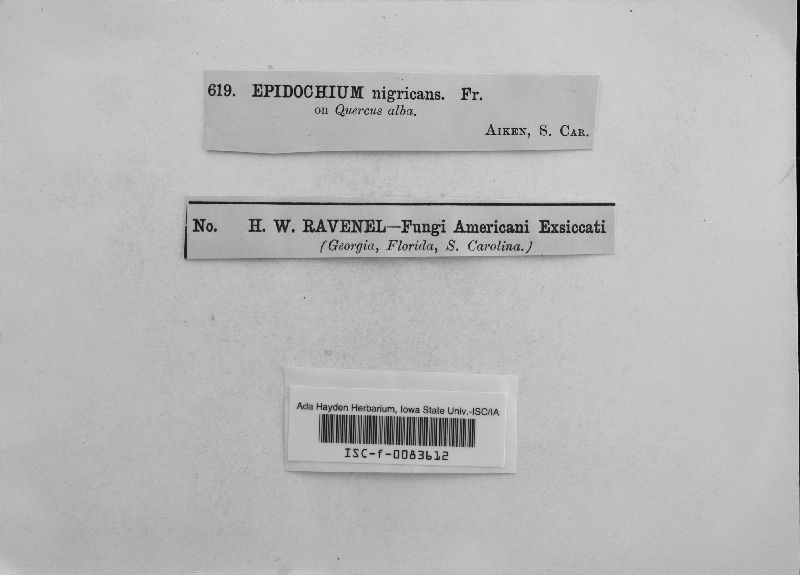 619. EPIDOCHIUM nigricans. Fr.
on Quercus alba.
AIKEN, S. CAR.
No. H. W. RAVENEL—Fungi Americani Exsiccati
(Georgia, Florida, S. Carolina.)
Ada Hayden Herbarium, Iowa State Univ.-ISC/IA
ISC-f-0083612